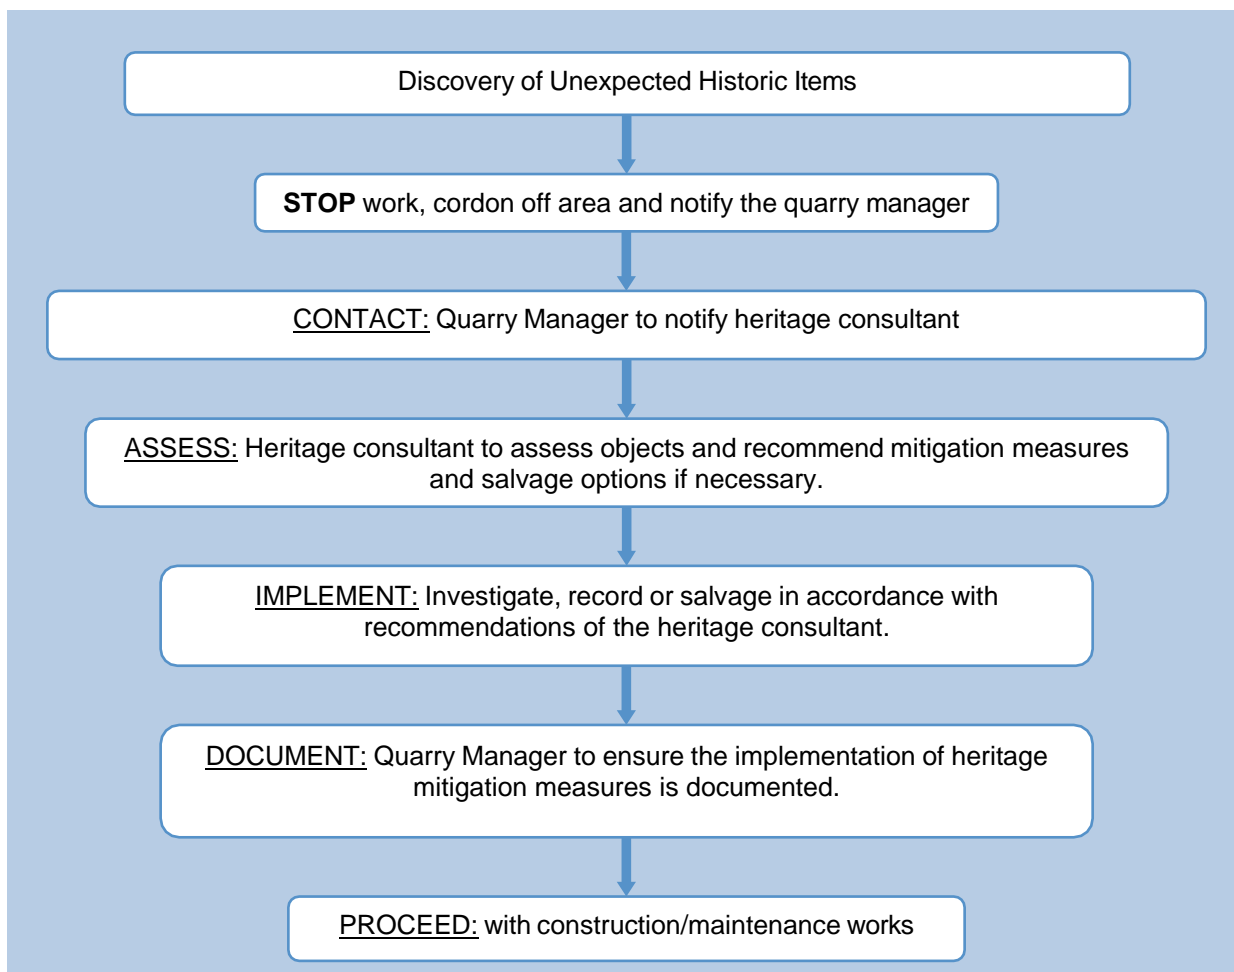 Discovery of Unexpected Historic Items
STOP work, cordon off area and notify the quarry manager
CONTACT: Quarry Manager to notify heritage consultant
ASSESS: Heritage consultant to assess objects and recommend mitigation measures
and salvage options if necessary.
IMPLEMENT: Investigate, record or salvage in accordance with
recommendations of the heritage consultant.
DOCUMENT: Quarry Manager to ensure the implementation of heritage
mitigation measures is documented.
PROCEED: with construction/maintenance works